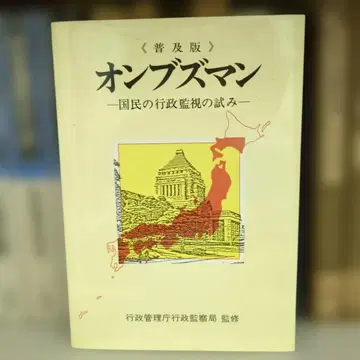 《普及版》
オンブズマン
―国民の行政監視の試み―
行政管理庁行政監察局 監修